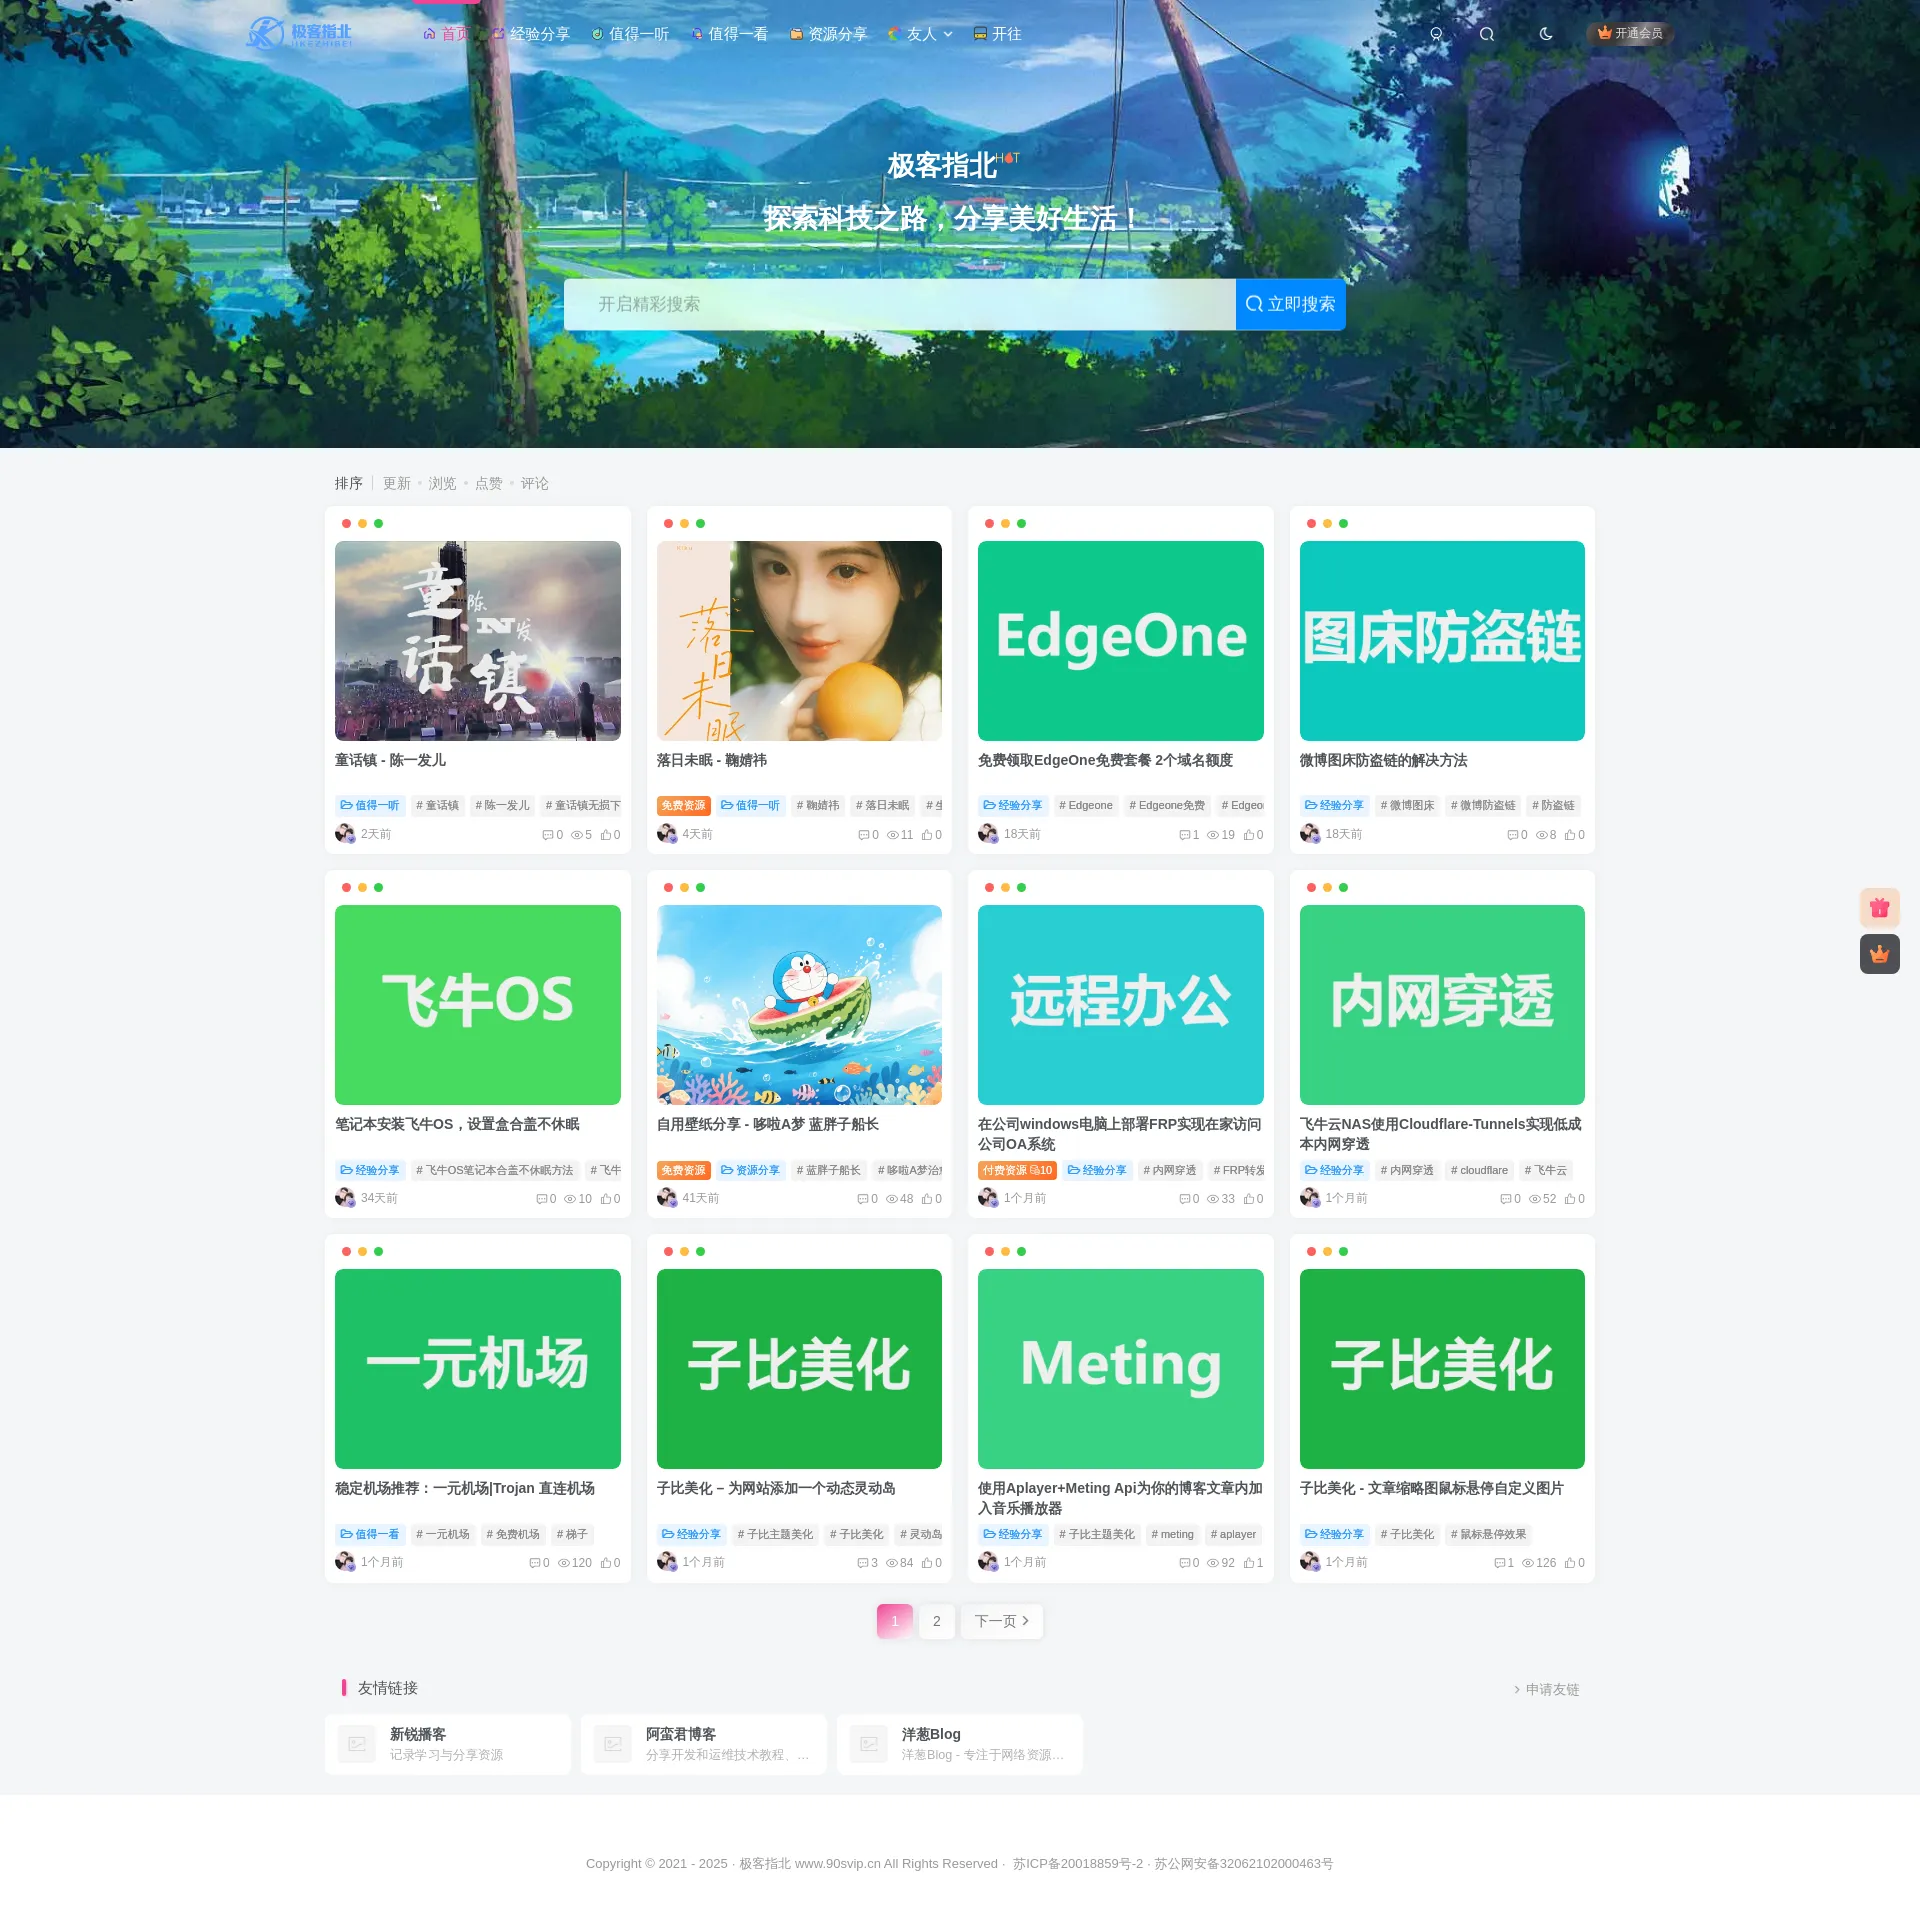 极客指北
JIKEZHIBEI
首页
经验分享
值得一听
值得一看
资源分享
友人
开往
开通会员
极客指北HOT
探索科技之路，分享美好生活！
开启精彩搜索
立即搜索
排序 更新 浏览 点赞 评论
童话镇 陈一发
童话镇 - 陈一发儿
值得一听 # 童话镇 # 陈一发儿 # 童话镇无损下
2天前 0 5 0
落日未眠
落日未眠 - 鞠婧祎
免费资源 值得一听 # 鞠婧祎 # 落日未眠
4天前 0 11 0
EdgeOne
免费领取EdgeOne免费套餐 2个域名额度
经验分享 # Edgeone # Edgeone免费 # Edgeo
18天前 1 19 0
图床防盗链
微博图床防盗链的解决方法
经验分享 # 微博图床 # 微博防盗链 # 防盗链
18天前 0 8 0
飞牛OS
笔记本安装飞牛OS，设置盒合盖不休眠
经验分享 # 飞牛OS笔记本合盖不休眠方法 # 飞牛
34天前 0 10 0
自用壁纸分享 - 哆啦A梦 蓝胖子船长
免费资源 资源分享 # 蓝胖子船长 # 哆啦A梦治
41天前 0 48 0
远程办公
在公司windows电脑上部署FRP实现在家访问
公司OA系统
付费资源 10 经验分享 # 内网穿透 # FRP转发
1个月前 0 33 0
内网穿透
飞牛云NAS使用Cloudflare-Tunnels实现低成
本内网穿透
经验分享 # 内网穿透 # cloudflare # 飞牛云
1个月前 0 52 0
一元机场
稳定机场推荐：一元机场|Trojan 直连机场
值得一看 # 一元机场 # 免费机场 # 梯子
1个月前 0 120 0
子比美化
子比美化 – 为网站添加一个动态灵动岛
经验分享 # 子比主题美化 # 子比美化 # 灵动岛
1个月前 3 84 0
Meting
使用Aplayer+Meting Api为你的博客文章内加
入音乐播放器
经验分享 # 子比主题美化 # meting # aplayer
1个月前 0 92 1
子比美化
子比美化 - 文章缩略图鼠标悬停自定义图片
经验分享 # 子比美化 # 鼠标悬停效果
1个月前 1 126 0
1 2 下一页
友情链接
申请友链
新锐播客
记录学习与分享资源
阿蛮君博客
分享开发和运维技术教程、...
洋葱Blog
洋葱Blog - 专注于网络资源...
Copyright © 2021 - 2025 · 极客指北 www.90svip.cn All Rights Reserved · 苏ICP备20018859号-2 · 苏公网安备32062102000463号